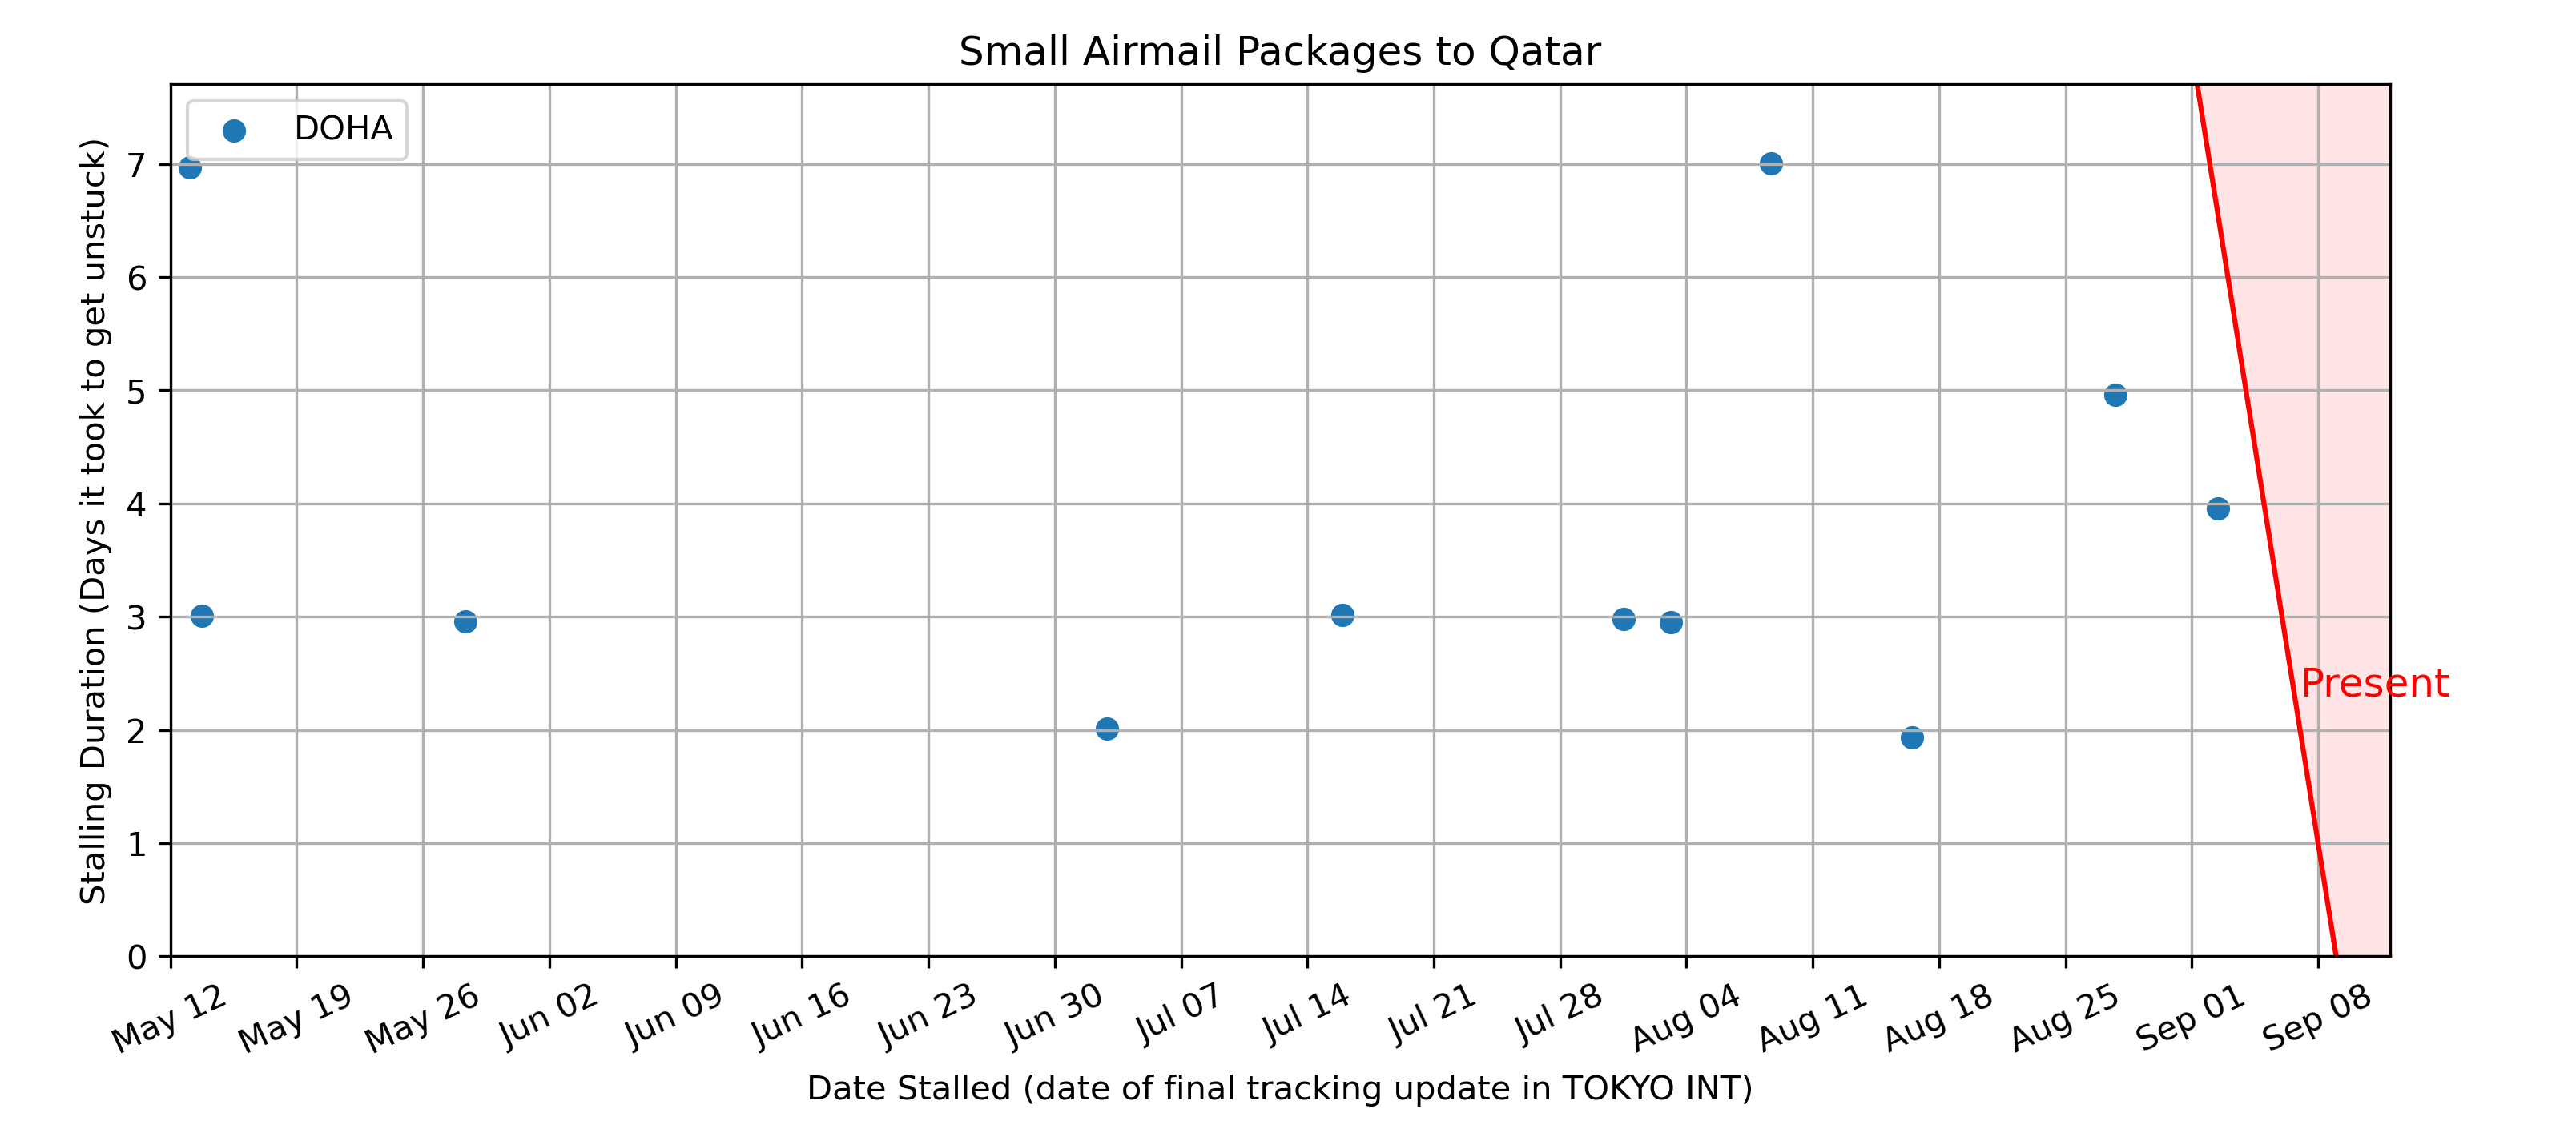 Small Airmail Packages to Qatar
DOHA
Stalling Duration (Days it took to get unstuck)
7
6
5
4
3
2
1
0
Present
May 12
May 19
May 26
Jun 02
Jun 09
Jun 16
Jun 23
Jun 30
Jul 07
Jul 14
Jul 21
Jul 28
Aug 04
Aug 11
Aug 18
Aug 25
Sep 01
Sep 08
Date Stalled (date of final tracking update in TOKYO INT)